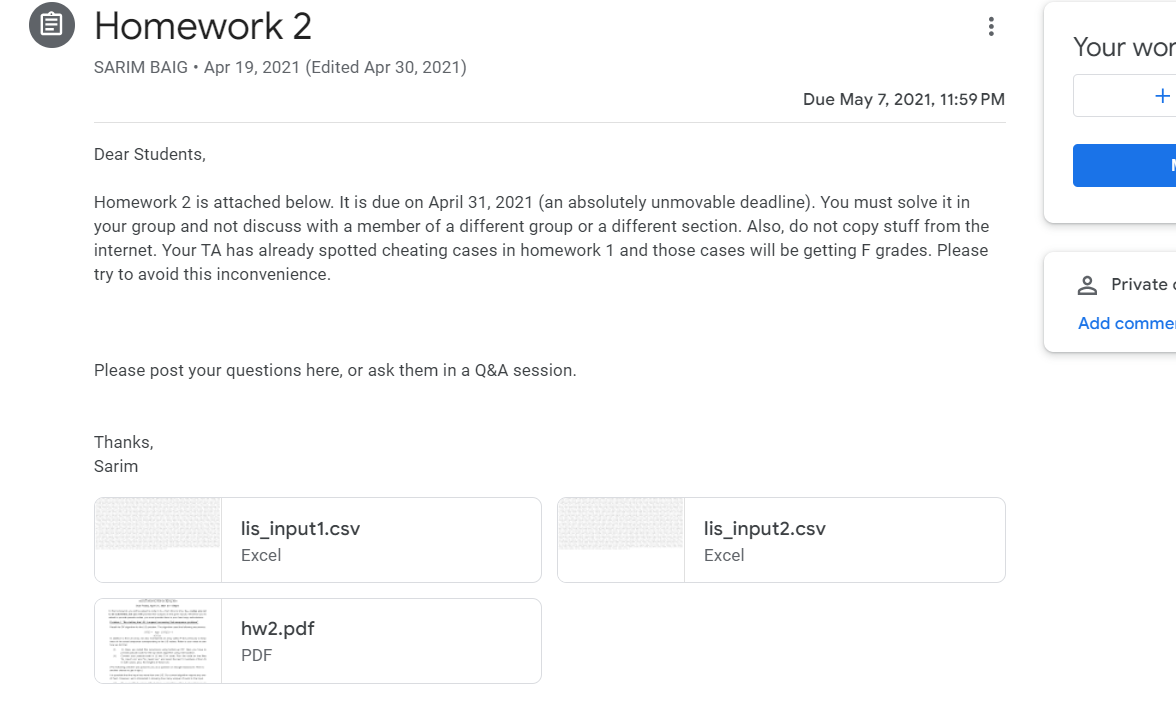 Homework 2
SARIM BAIG • Apr 19, 2021 (Edited Apr 30, 2021)
Due May 7, 2021, 11:59 PM
Dear Students,
Homework 2 is attached below. It is due on April 31, 2021 (an absolutely unmovable deadline). You must solve it in
your group and not discuss with a member of a different group or a different section. Also, do not copy stuff from the
internet. Your TA has already spotted cheating cases in homework 1 and those cases will be getting F grades. Please
try to avoid this inconvenience.
Please post your questions here, or ask them in a Q&A session.
Thanks,
Sarim
lis_input1.csv
Excel
lis_input2.csv
Excel
hw2.pdf
PDF
Your wor
+
Private
Add comme